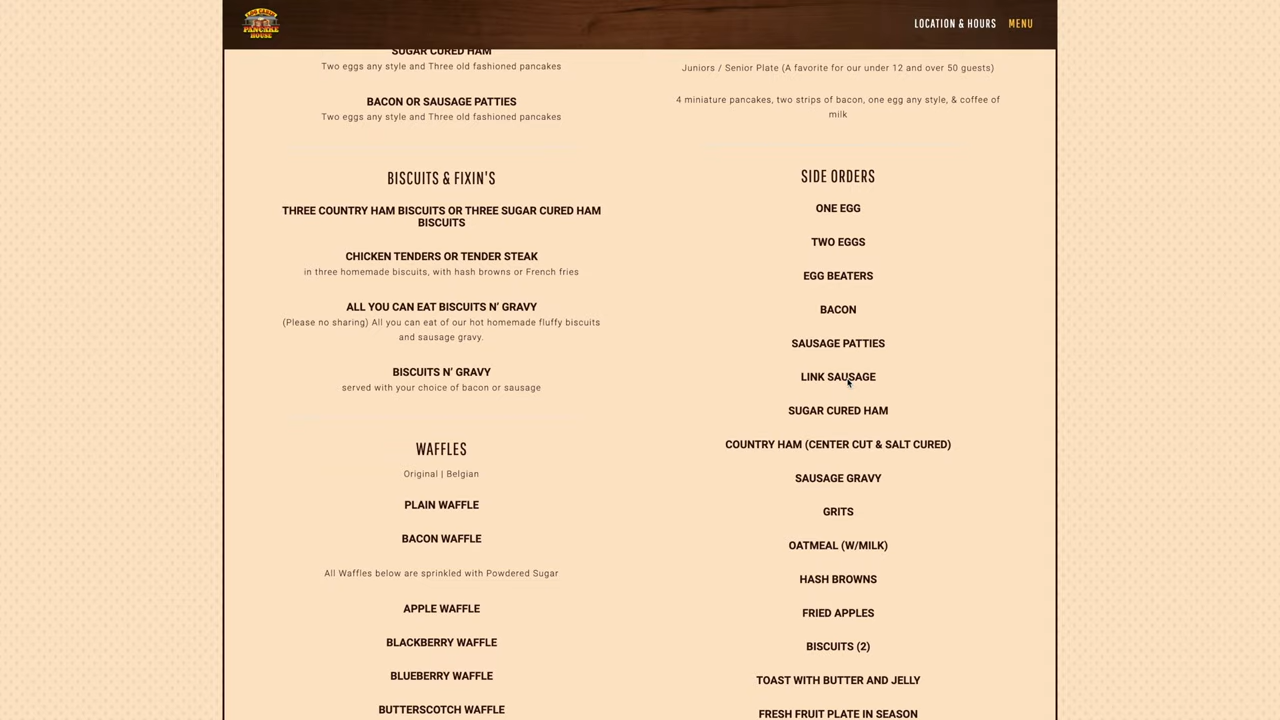 LOG CABIN
PANCAKE
HOUSE
LOCATION & HOURS
MENU
SUGAR CURED HAM
Two eggs any style and Three old fashioned pancakes
BACON OR SAUSAGE PATTIES
Two eggs any style and Three old fashioned pancakes
BISCUITS & FIXIN'S
THREE COUNTRY HAM BISCUITS OR THREE SUGAR CURED HAM
BISCUITS
CHICKEN TENDERS OR TENDER STEAK
in three homemade biscuits, with hash browns or French fries
ALL YOU CAN EAT BISCUITS N’ GRAVY
(Please no sharing) All you can eat of our hot homemade fluffy biscuits
and sausage gravy.
BISCUITS N’ GRAVY
served with your choice of bacon or sausage
WAFFLES
Original | Belgian
PLAIN WAFFLE
BACON WAFFLE
All Waffles below are sprinkled with Powdered Sugar
APPLE WAFFLE
BLACKBERRY WAFFLE
BLUEBERRY WAFFLE
BUTTERSCOTCH WAFFLE
Juniors / Senior Plate (A favorite for our under 12 and over 50 guests)
4 miniature pancakes, two strips of bacon, one egg any style, & coffee of
milk
SIDE ORDERS
ONE EGG
TWO EGGS
EGG BEATERS
BACON
SAUSAGE PATTIES
LINK SAUSAGE
SUGAR CURED HAM
COUNTRY HAM (CENTER CUT & SALT CURED)
SAUSAGE GRAVY
GRITS
OATMEAL (W/MILK)
HASH BROWNS
FRIED APPLES
BISCUITS (2)
TOAST WITH BUTTER AND JELLY
FRESH FRUIT PLATE IN SEASON